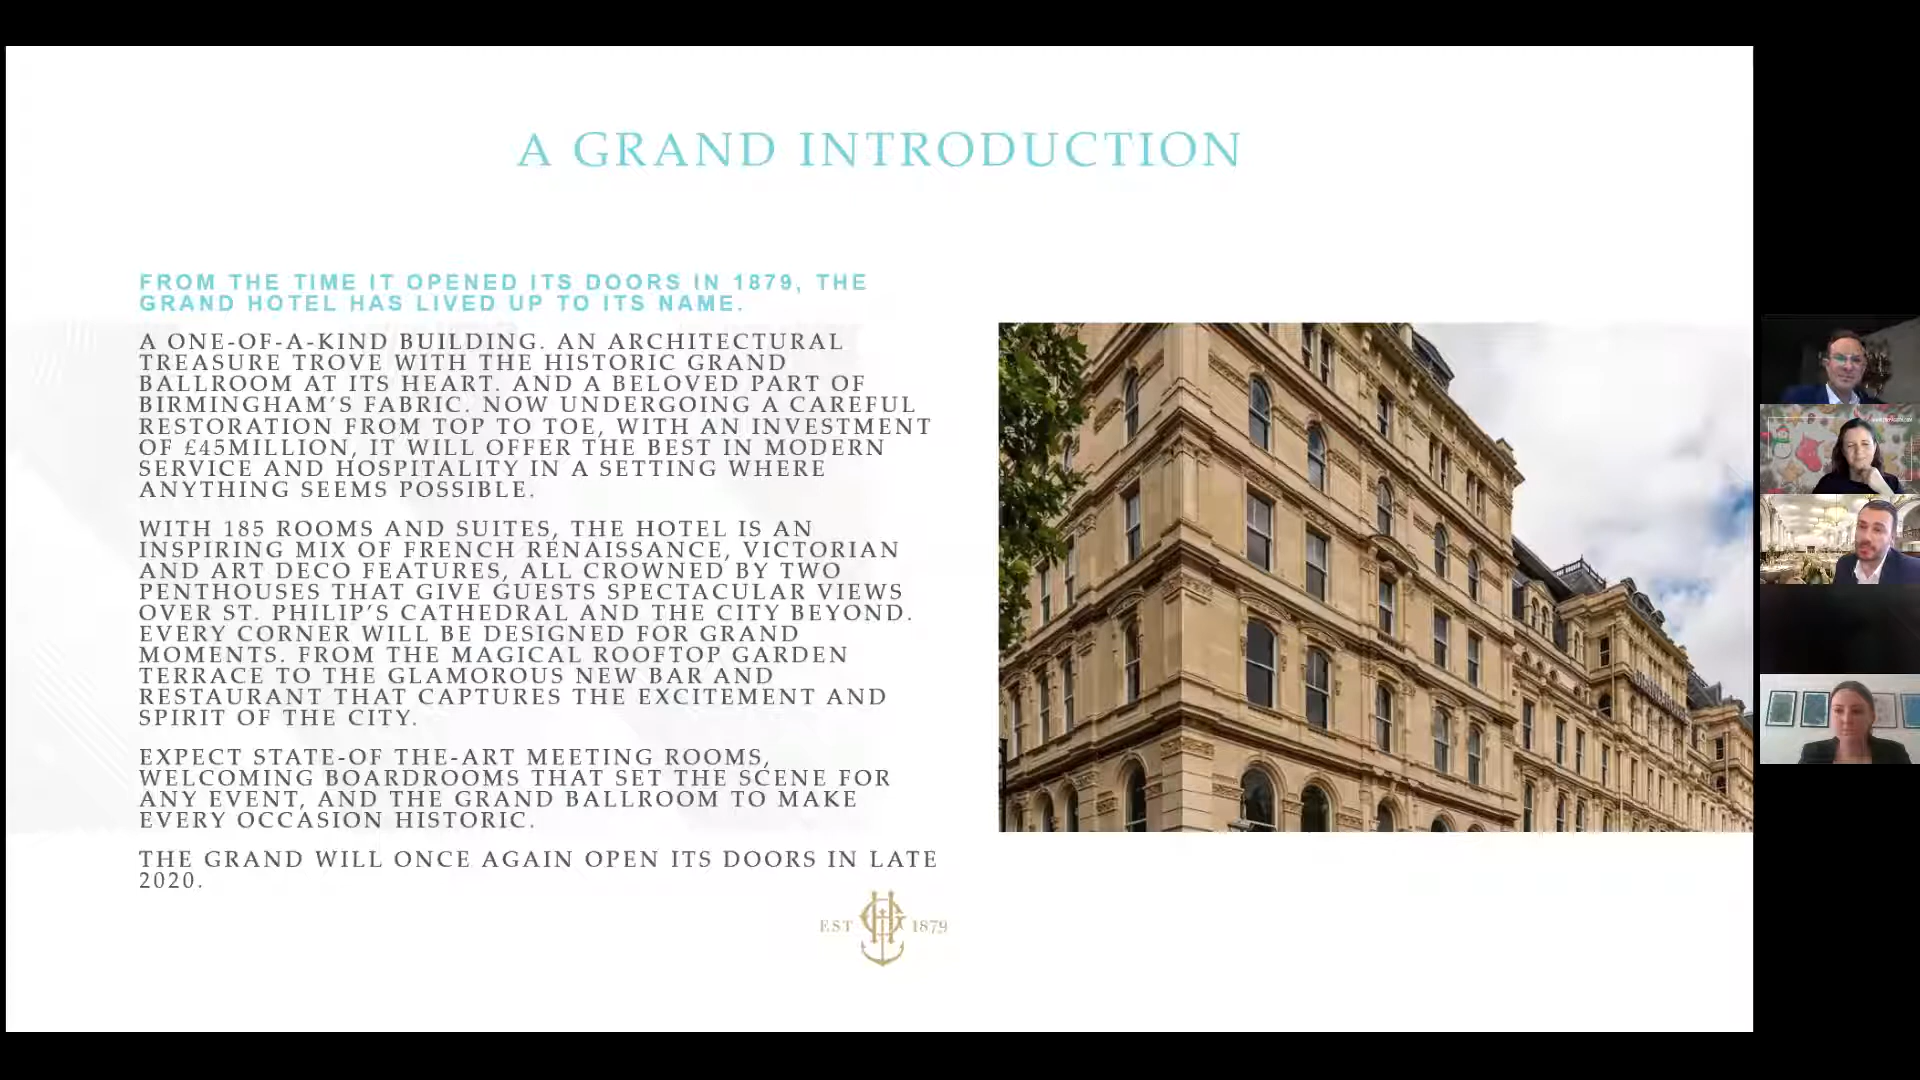 A GRAND INTRODUCTION
FROM THE TIME IT OPENED ITS DOORS IN 1879, THE
GRAND HOTEL HAS LIVED UP TO ITS NAME.
A ONE-OF-A-KIND BUILDING. AN ARCHITECTURAL
TREASURE TROVE WITH THE HISTORIC GRAND
BALLROOM AT ITS HEART. AND A BELOVED PART OF
BIRMINGHAM'S FABRIC. NOW UNDERGOING A CAREFUL
RESTORATION FROM TOP TO TOE, WITH AN INVESTMENT
OF £45MILLION, IT WILL OFFER THE BEST IN MODERN
SERVICE AND HOSPITALITY IN A SETTING WHERE
ANYTHING SEEMS POSSIBLE.
WITH 185 ROOMS AND SUITES, THE HOTEL IS AN
INSPIRING MIX OF FRENCH RENAISSANCE, VICTORIAN
AND ART DECO FEATURES, ALL CROWNED BY TWO
PENTHOUSES THAT GIVE GUESTS SPECTACULAR VIEWS
OVER ST. PHILIP'S CATHEDRAL AND THE CITY BEYOND.
EVERY CORNER WILL BE DESIGNED FOR GRAND
MOMENTS. FROM THE MAGICAL ROOFTOP GARDEN
TERRACE TO THE GLAMOROUS NEW BAR AND
RESTAURANT THAT CAPTURES THE EXCITEMENT AND
SPIRIT OF THE CITY.
EXPECT STATE-OF THE-ART MEETING ROOMS,
WELCOMING BOARDROOMS THAT SET THE SCENE FOR
ANY EVENT, AND THE GRAND BALLROOM TO MAKE
EVERY OCCASION HISTORIC.
THE GRAND WILL ONCE AGAIN OPEN ITS DOORS IN LATE
2020.
EST 1879